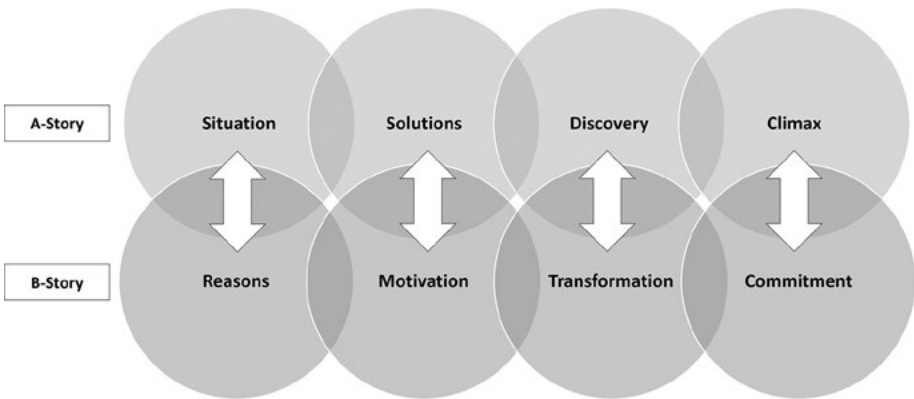 A-Story
Situation
Solutions
Discovery
Climax
B-Story
Reasons
Motivation
Transformation
Commitment